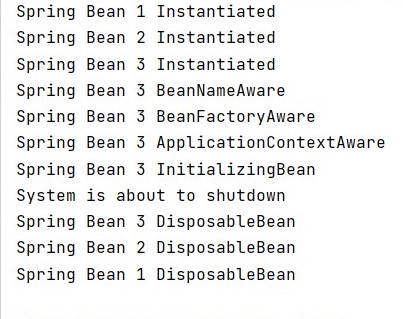 Spring Bean 1 Instantiated
Spring Bean 2 Instantiated
Spring Bean 3 Instantiated
Spring Bean 3 BeanNameAware
Spring Bean 3 BeanFactoryAware
Spring Bean 3 ApplicationContextAware
Spring Bean 3 InitializingBean
System is about to shutdown
Spring Bean 3 DisposableBean
Spring Bean 2 DisposableBean
Spring Bean 1 DisposableBean